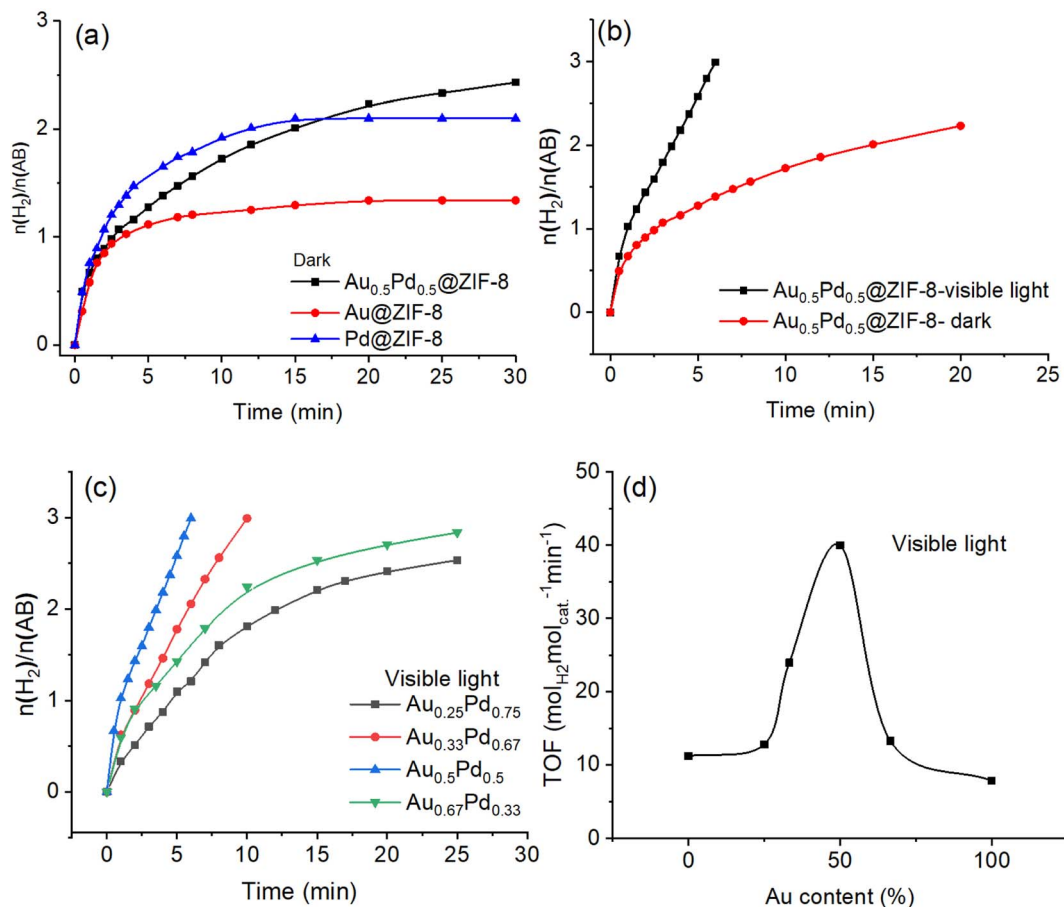 (a)
3
2
1
0
n(H₂)/n(AB)
Dark
Au₀.₅Pd₀.₅@ZIF-8
Au@ZIF-8
Pd@ZIF-8
0 5 10 15 20 25 30
Time (min)
(b)
3
2
1
0
n(H₂)/n(AB)
Au₀.₅Pd₀.₅@ZIF-8-visible light
Au₀.₅Pd₀.₅@ZIF-8- dark
0 5 10 15 20 25
Time (min)
(c)
3
2
1
0
n(H₂)/n(AB)
Visible light
Au₀.₂₅Pd₀.₇₅
Au₀.₃₃Pd₀.₆₇
Au₀.₅Pd₀.₅
Au₀.₆₇Pd₀.₃₃
0 5 10 15 20 25
Time (min)
(d)
50
40
30
20
10
0
TOF (mol_H2 mol_cat.⁻¹min⁻¹)
Visible light
0 50 100
Au content (%)